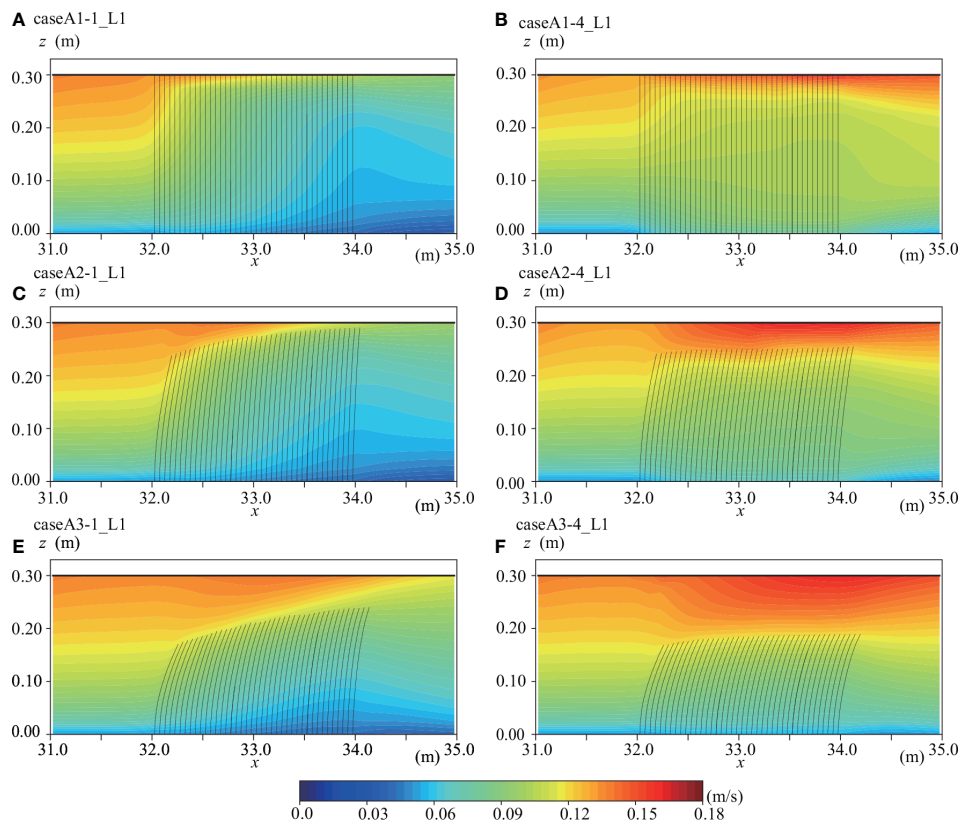 A caseA1-1_L1
z (m)
0.30
0.20
0.10
0.00
31.0 32.0 33.0 34.0 (m) 35.0
x
B caseA1-4_L1
z (m)
0.30
0.20
0.10
0.00
31.0 32.0 33.0 34.0 (m) 35.0
x
C caseA2-1_L1
z (m)
0.30
0.20
0.10
0.00
31.0 32.0 33.0 34.0 (m) 35.0
x
D caseA2-4_L1
z (m)
0.30
0.20
0.10
0.00
31.0 32.0 33.0 34.0 (m) 35.0
x
E caseA3-1_L1
z (m)
0.30
0.20
0.10
0.00
31.0 32.0 33.0 34.0 (m) 35.0
x
F caseA3-4_L1
z (m)
0.30
0.20
0.10
0.00
31.0 32.0 33.0 34.0 (m) 35.0
x
(m/s)
0.0 0.03 0.06 0.09 0.12 0.15 0.18